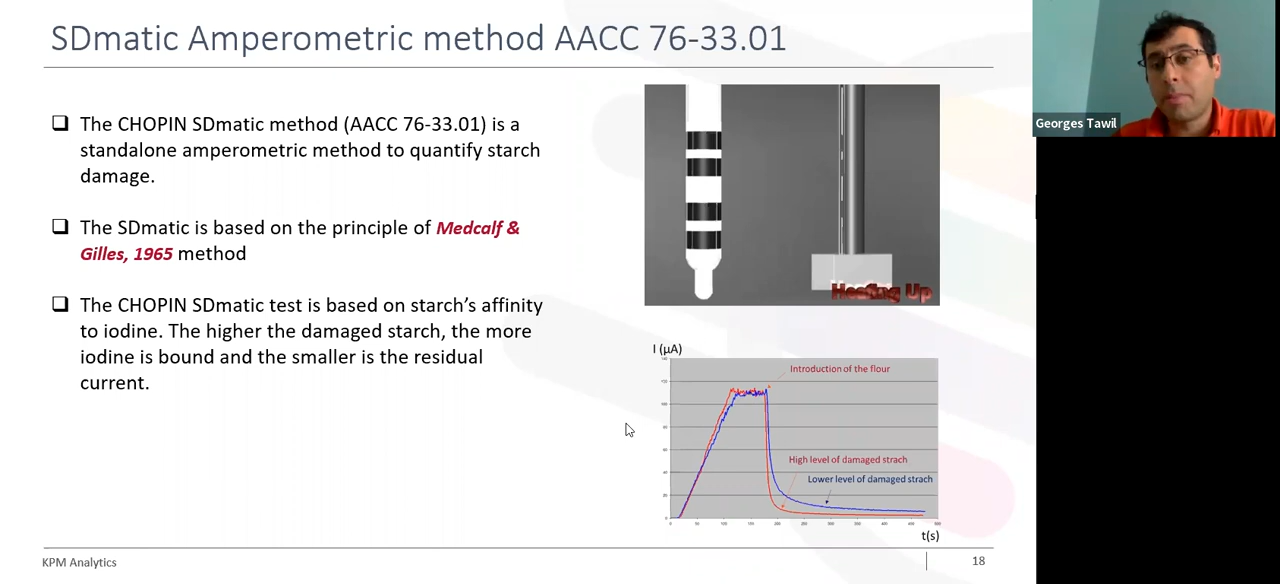 SDmatic Amperometric method AACC 76-33.01
The CHOPIN SDmatic method (AACC 76-33.01) is a
standalone amperometric method to quantify starch
damage.
The SDmatic is based on the principle of Medcalf &
Gilles, 1965 method
The CHOPIN SDmatic test is based on starch's affinity
to iodine. The higher the damaged starch, the more
iodine is bound and the smaller is the residual
current.
Heating Up
I (µA)
Introduction of the flour
High level of damaged strach
Lower level of damaged strach
t(s)
KPM Analytics
18
Georges Tawil